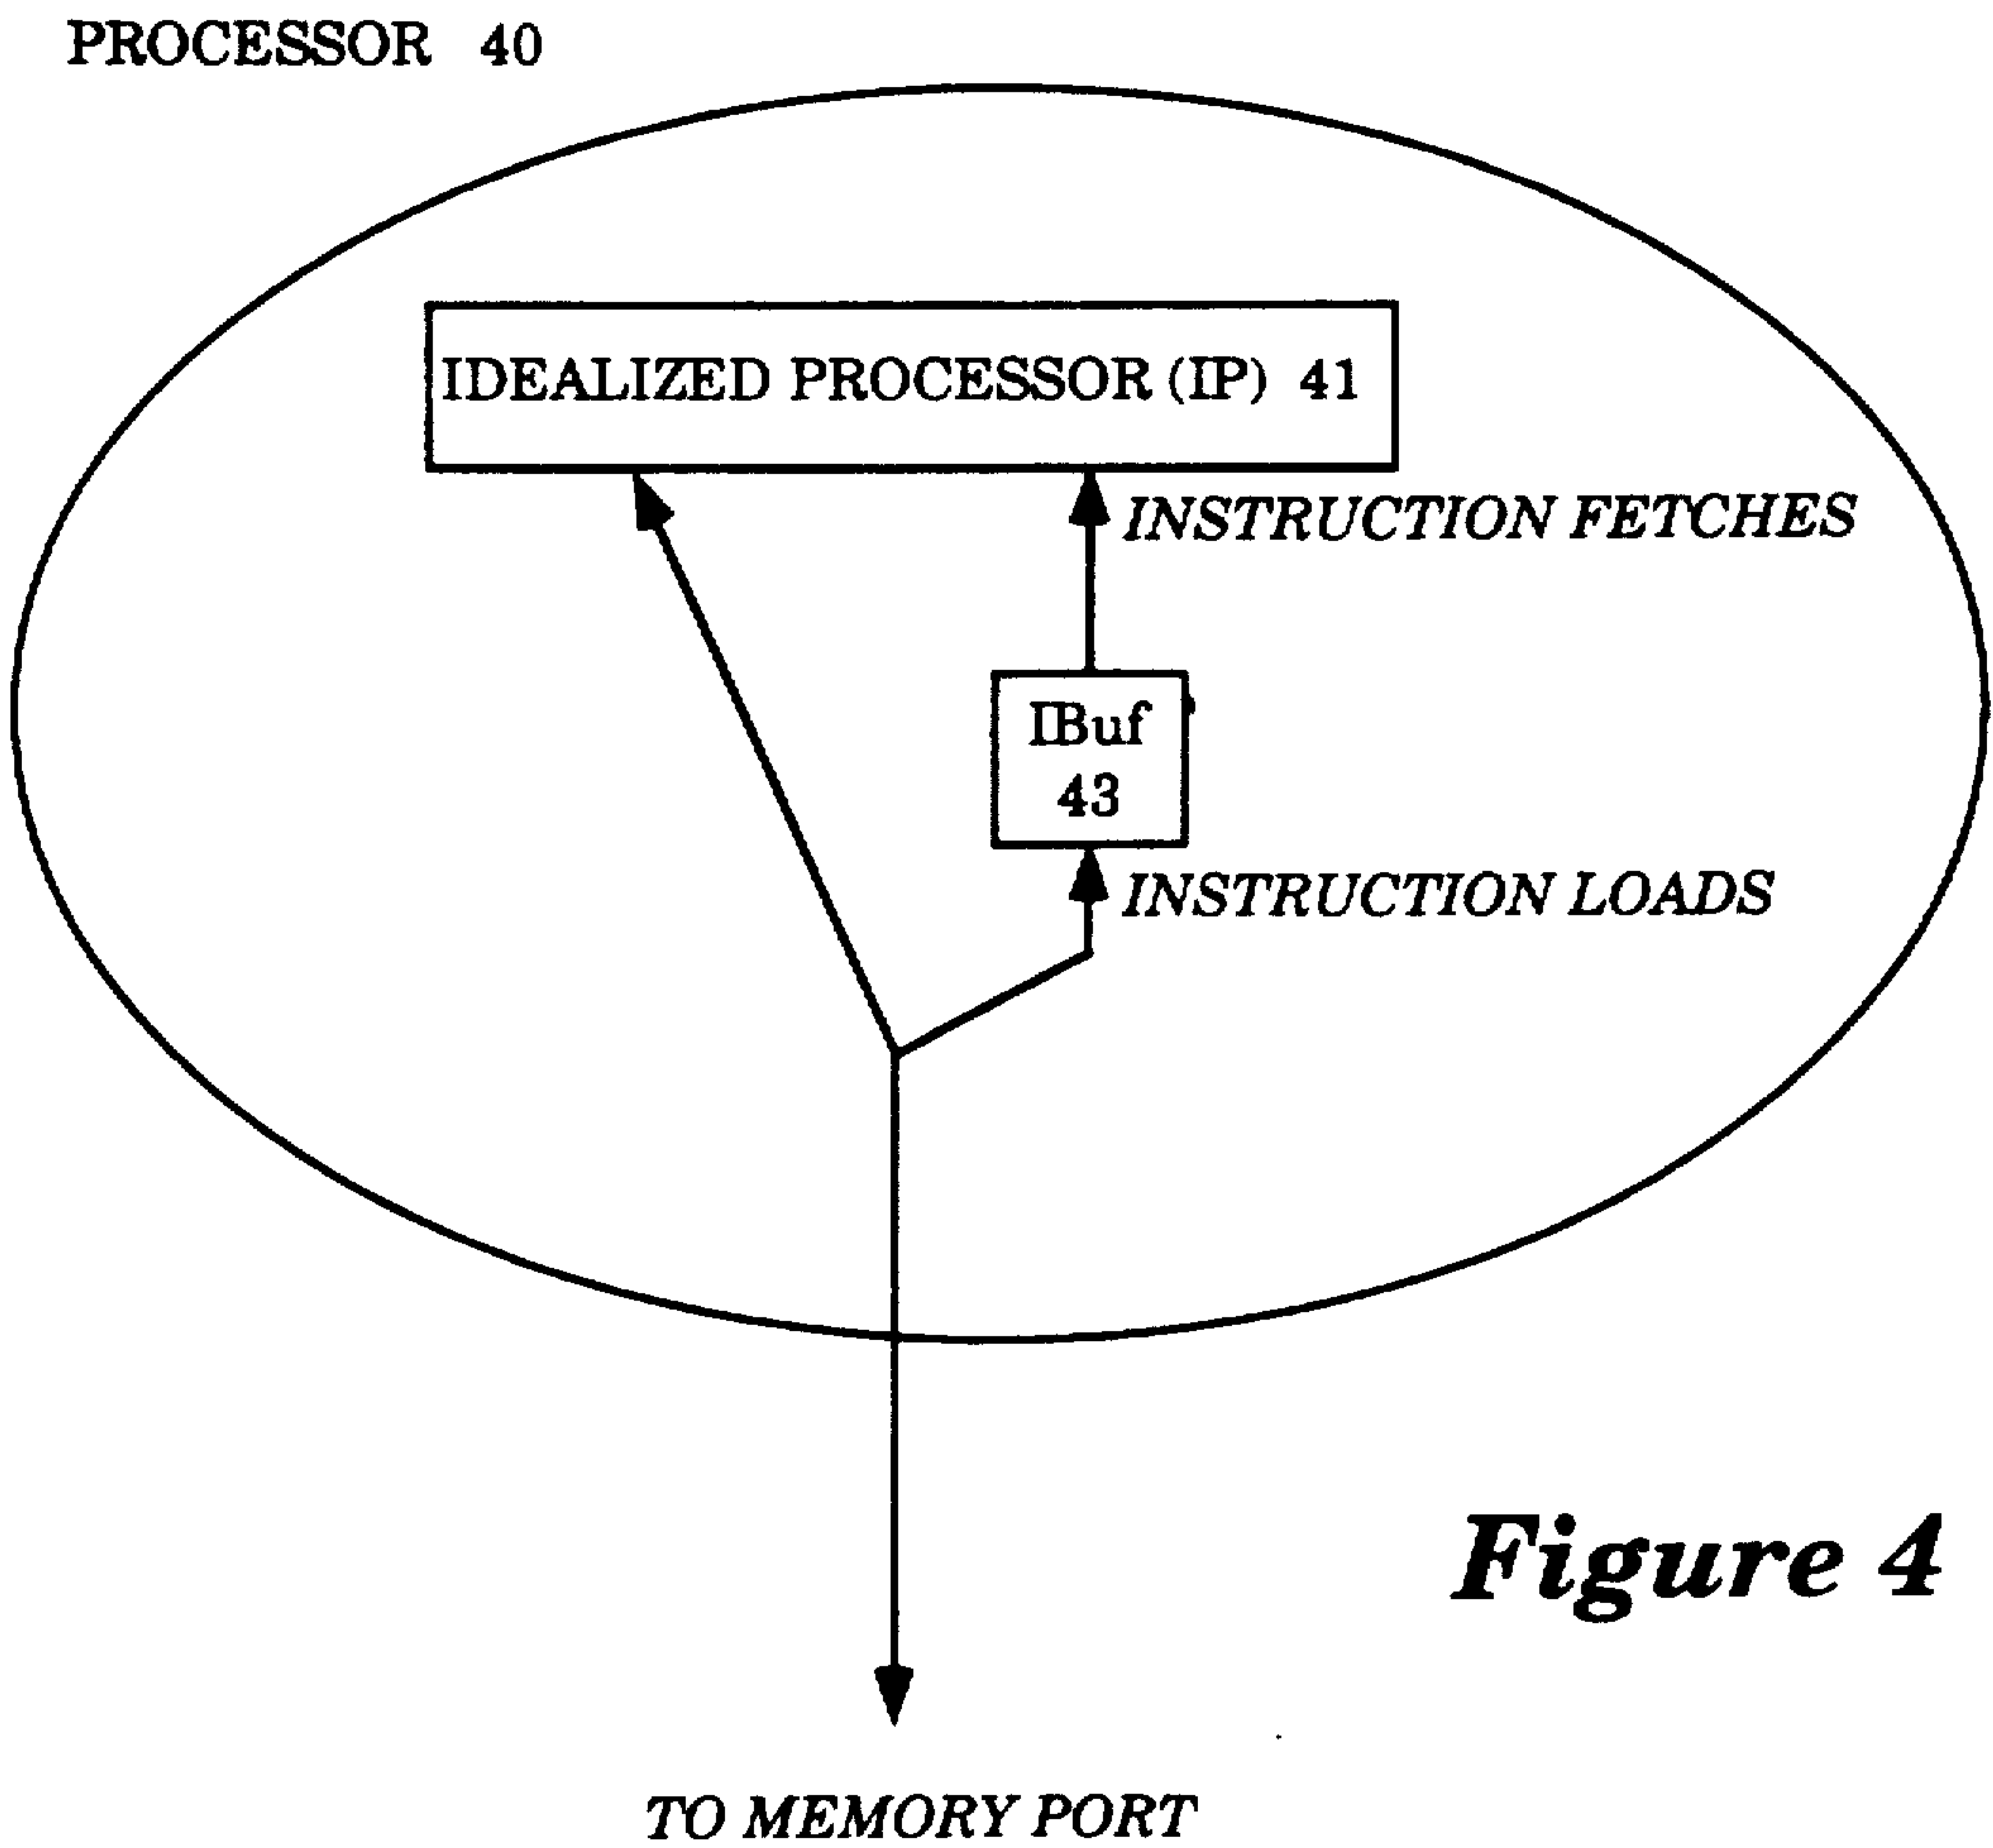 PROCESSOR 40
IDEALIZED PROCESSOR (IP) 41
INSTRUCTION FETCHES
IBuf
43
INSTRUCTION LOADS
Figure 4
TO MEMORY PORT